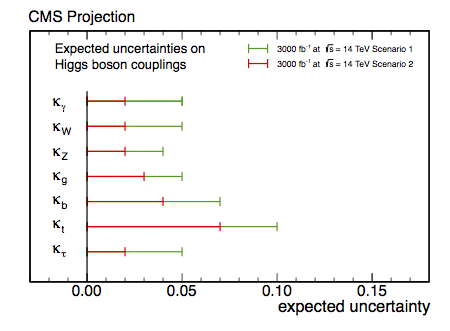 CMS Projection
Expected uncertainties on
Higgs boson couplings
3000 fb⁻¹ at √s = 14 TeV Scenario 1
3000 fb⁻¹ at √s = 14 TeV Scenario 2
κγ
κW
κZ
κg
κb
κt
κτ
0.00 0.05 0.10 0.15
expected uncertainty